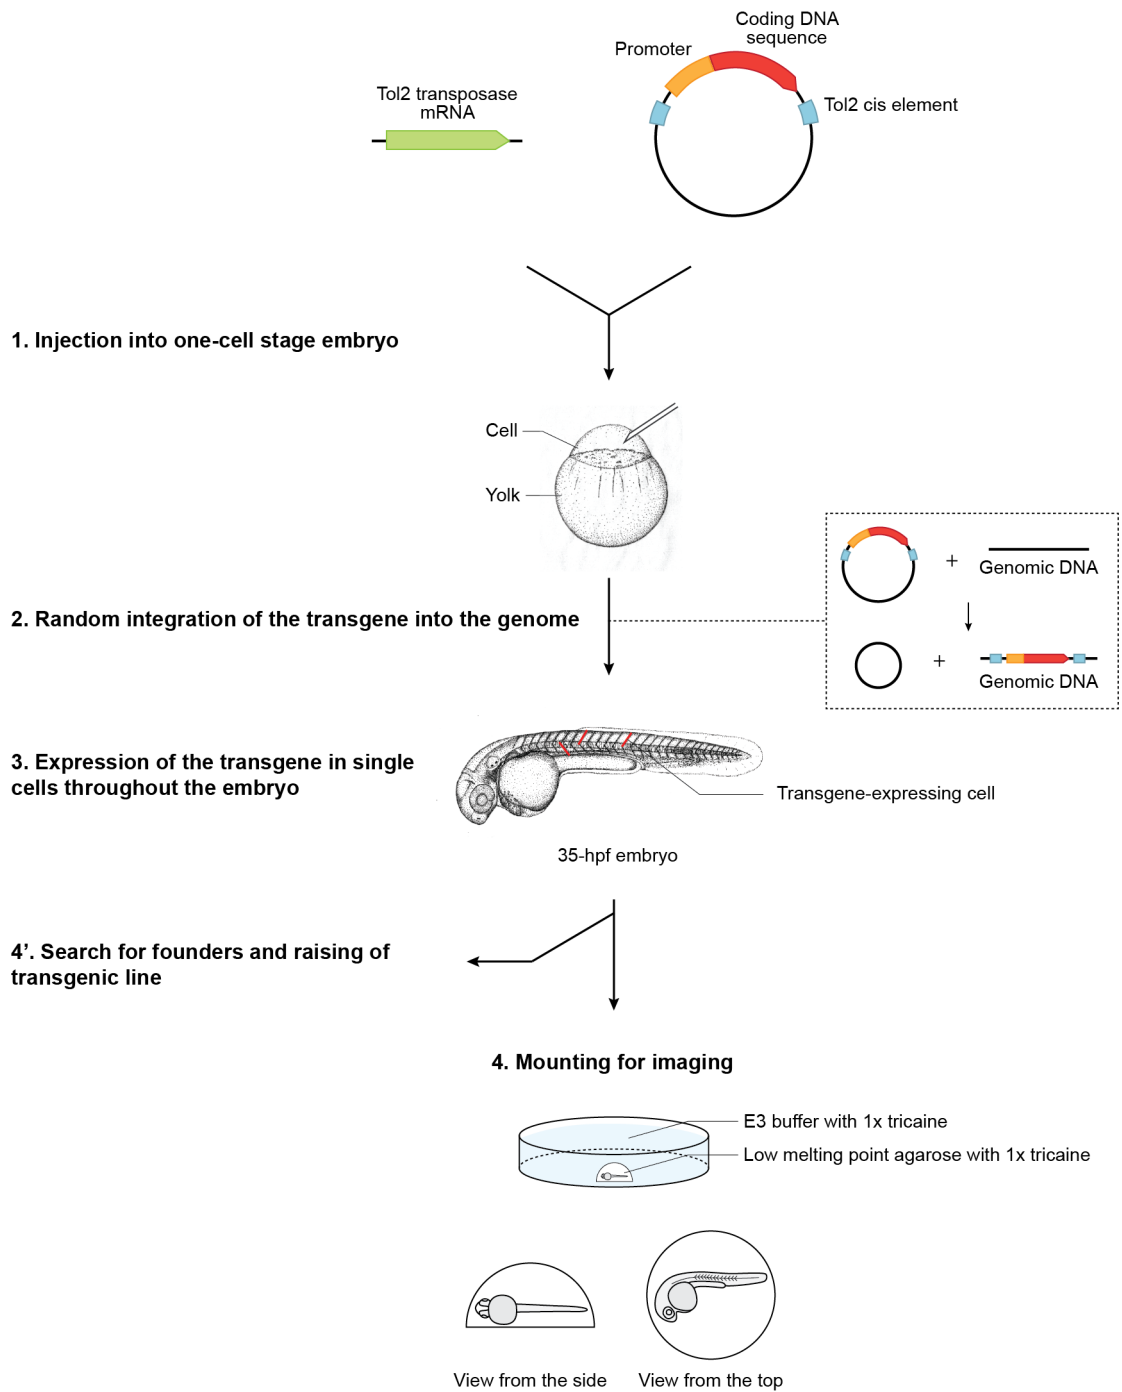 Coding DNA
sequence
Promoter
Tol2 transposase
mRNA
Tol2 cis element
1. Injection into one-cell stage embryo
Cell
Yolk
+
Genomic DNA
2. Random integration of the transgene into the genome
+
Genomic DNA
3. Expression of the transgene in single
cells throughout the embryo
Transgene-expressing cell
35-hpf embryo
4’. Search for founders and raising of
transgenic line
4. Mounting for imaging
E3 buffer with 1x tricaine
Low melting point agarose with 1x tricaine
View from the side
View from the top